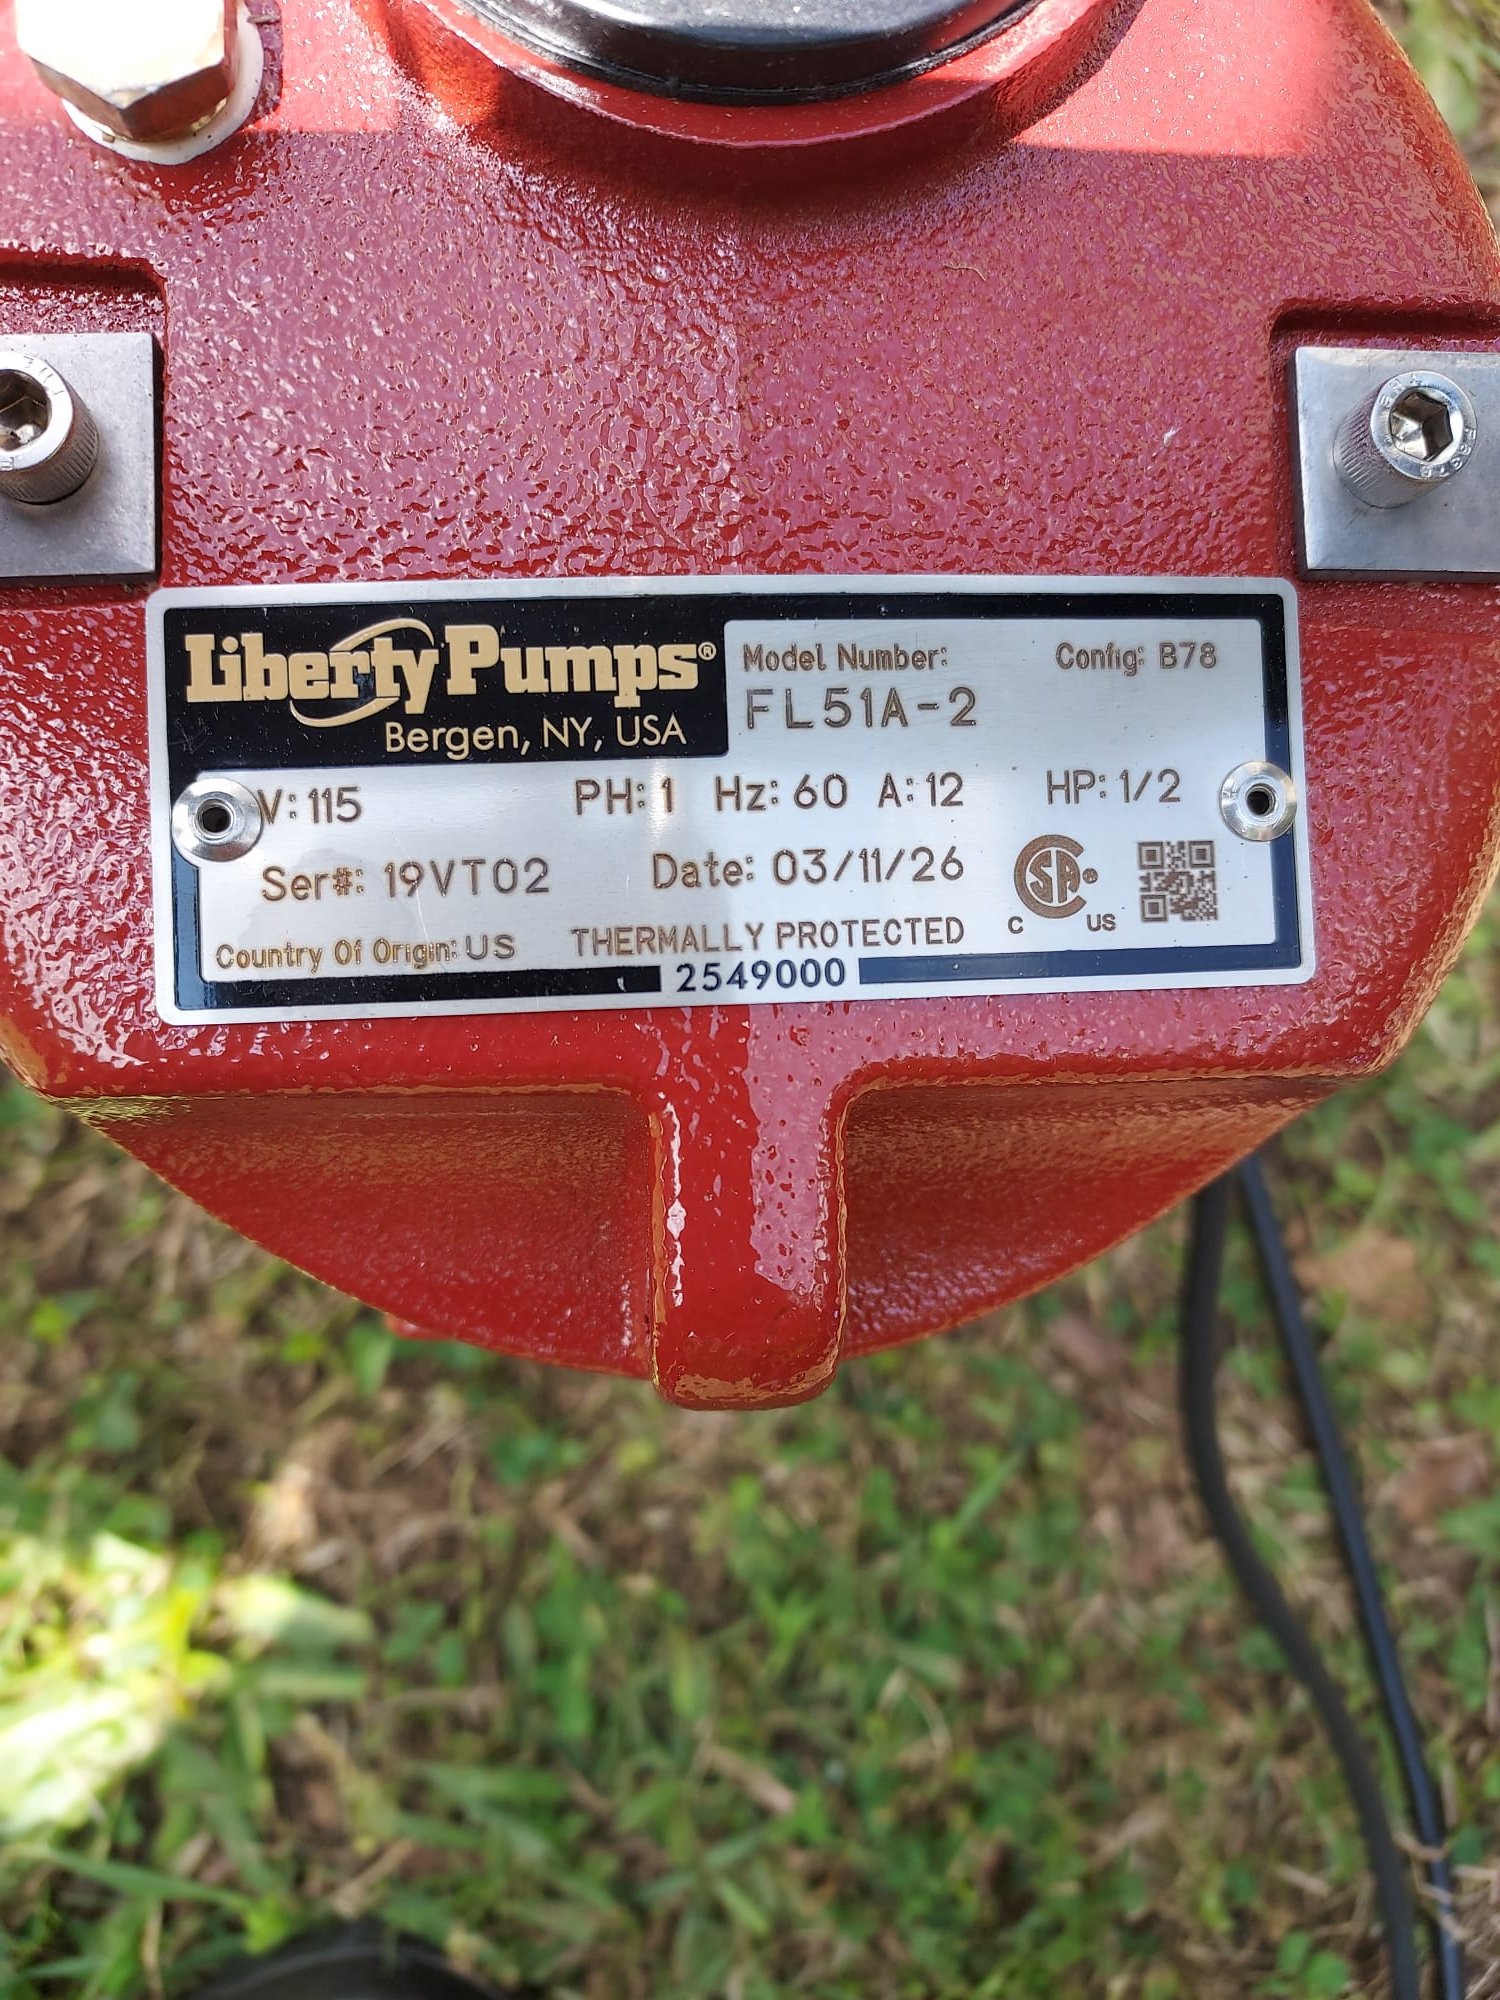 Liberty Pumps®
Bergen, NY, USA
Model Number: Config: B78
FL51A-2
V: 115 PH: 1 Hz: 60 A: 12 HP: 1/2
Ser#: 19VT02 Date: 03/11/26
CSA®
C US
Country Of Origin: US THERMALLY PROTECTED
2549000